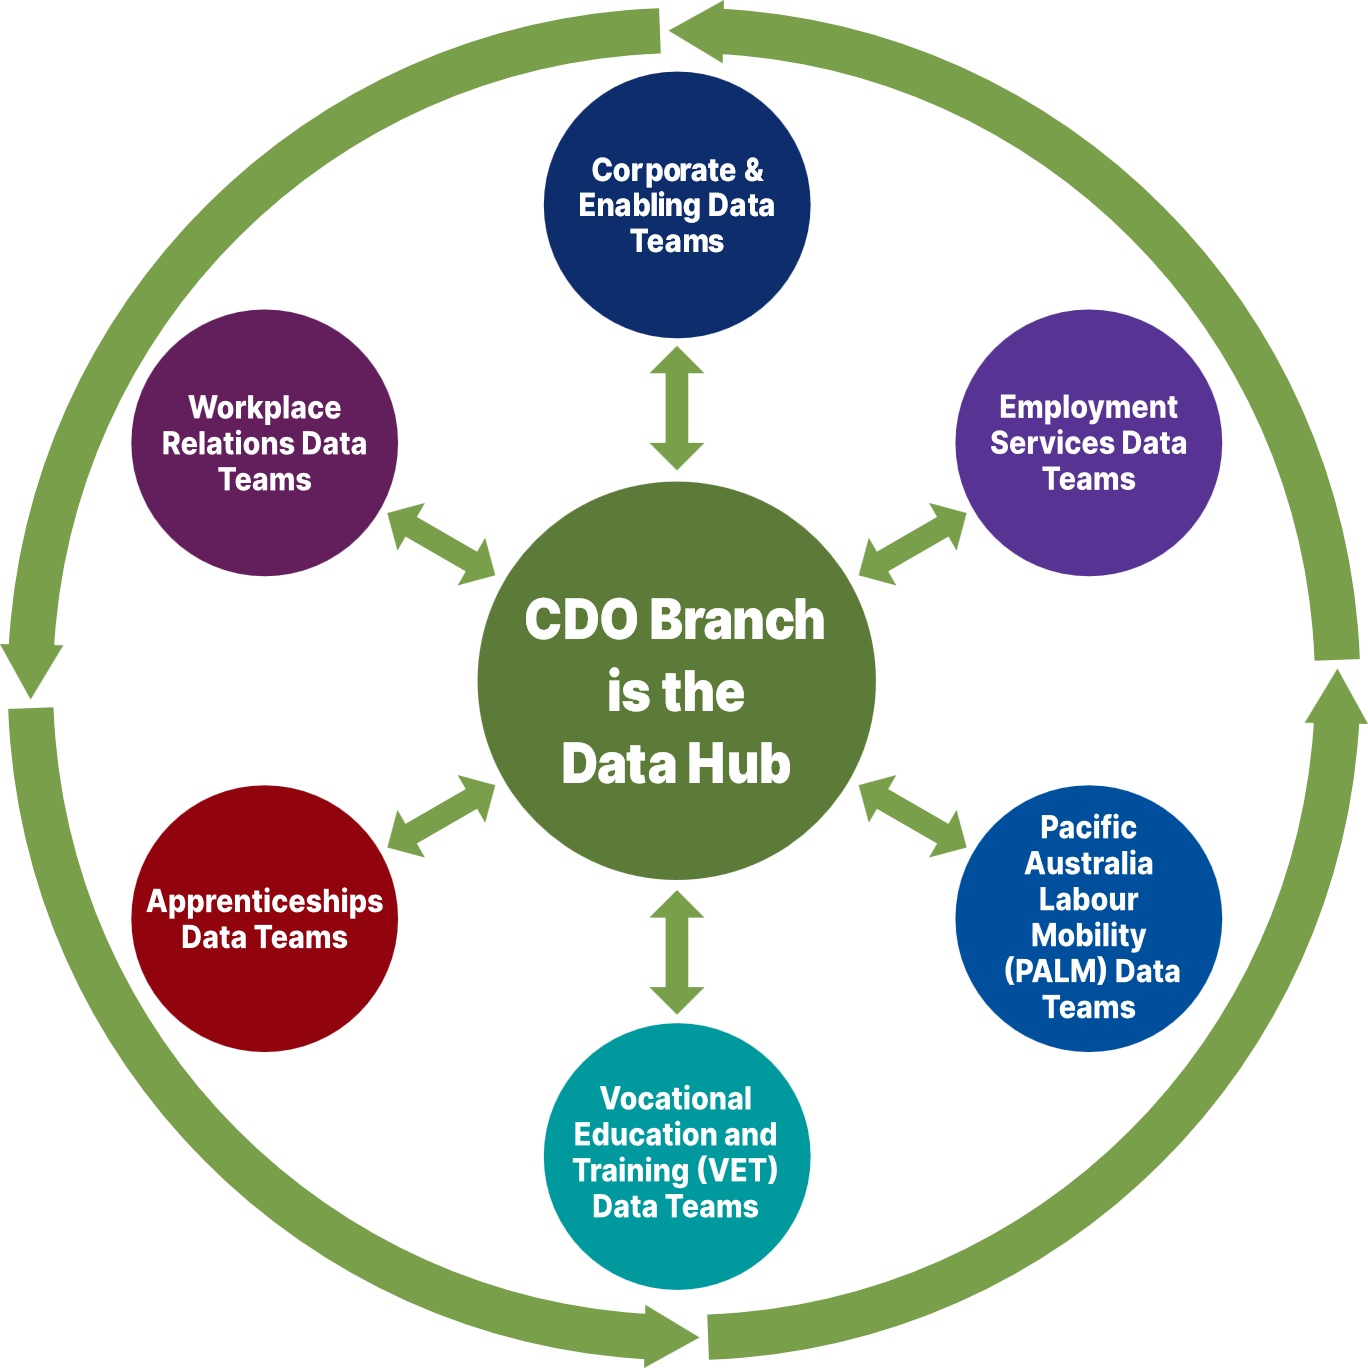 Corporate &
Enabling Data
Teams
Workplace
Relations Data
Teams
Employment
Services Data
Teams
CDO Branch
is the
Data Hub
Apprenticeships
Data Teams
Pacific
Australia
Labour
Mobility
(PALM) Data
Teams
Vocational
Education and
Training (VET)
Data Teams